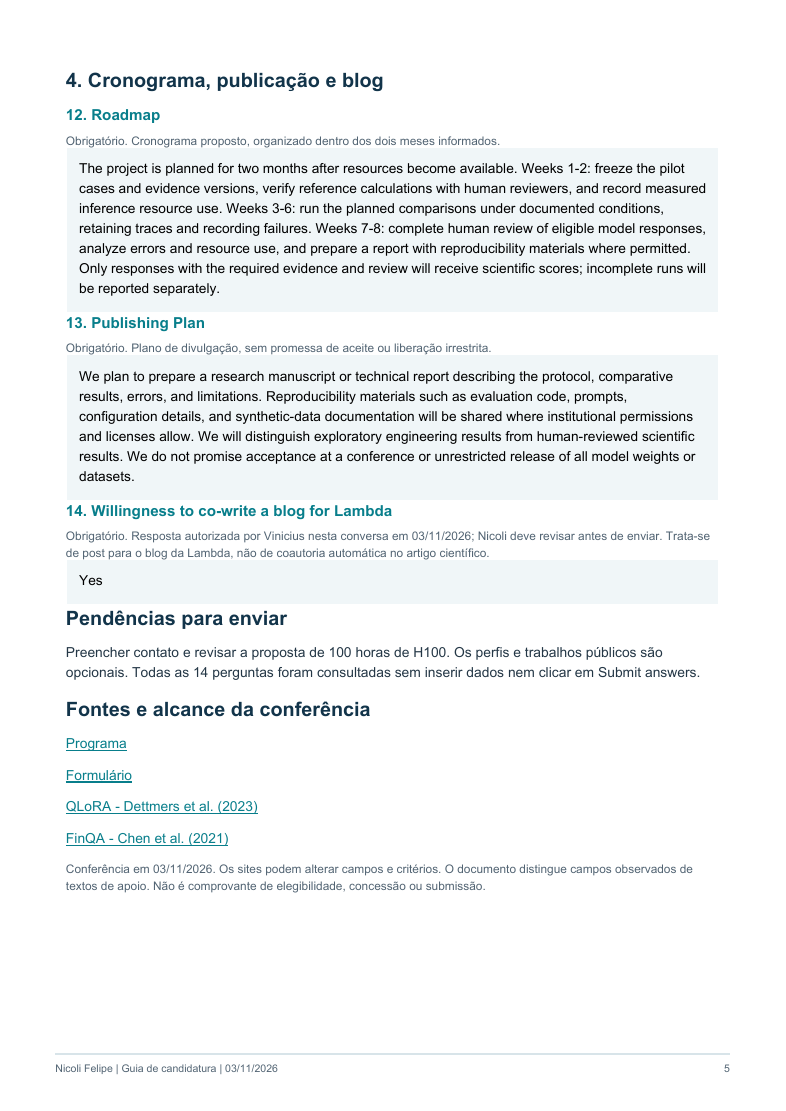 4. Cronograma, publicação e blog
12. Roadmap
Obrigatório. Cronograma proposto, organizado dentro dos dois meses informados.
The project is planned for two months after resources become available. Weeks 1-2: freeze the pilot
cases and evidence versions, verify reference calculations with human reviewers, and record measured
inference resource use. Weeks 3-6: run the planned comparisons under documented conditions,
retaining traces and recording failures. Weeks 7-8: complete human review of eligible model responses,
analyze errors and resource use, and prepare a report with reproducibility materials where permitted.
Only responses with the required evidence and review will receive scientific scores; incomplete runs will
be reported separately.
13. Publishing Plan
Obrigatório. Plano de divulgação, sem promessa de aceite ou liberação irrestrita.
We plan to prepare a research manuscript or technical report describing the protocol, comparative
results, errors, and limitations. Reproducibility materials such as evaluation code, prompts,
configuration details, and synthetic-data documentation will be shared where institutional permissions
and licenses allow. We will distinguish exploratory engineering results from human-reviewed scientific
results. We do not promise acceptance at a conference or unrestricted release of all model weights or
datasets.
14. Willingness to co-write a blog for Lambda
Obrigatório. Resposta autorizada por Vinicius nesta conversa em 03/11/2026; Nicoli deve revisar antes de enviar. Trata-se
de post para o blog da Lambda, não de coautoria automática no artigo científico.
Yes
Pendências para enviar
Preencher contato e revisar a proposta de 100 horas de H100. Os perfis e trabalhos públicos são
opcionais. Todas as 14 perguntas foram consultadas sem inserir dados nem clicar em Submit answers.
Fontes e alcance da conferência
Programa
Formulário
QLoRA - Dettmers et al. (2023)
FinQA - Chen et al. (2021)
Conferência em 03/11/2026. Os sites podem alterar campos e critérios. O documento distingue campos observados de
textos de apoio. Não é comprovante de elegibilidade, concessão ou submissão.
Nicoli Felipe | Guia de candidatura | 03/11/2026
5